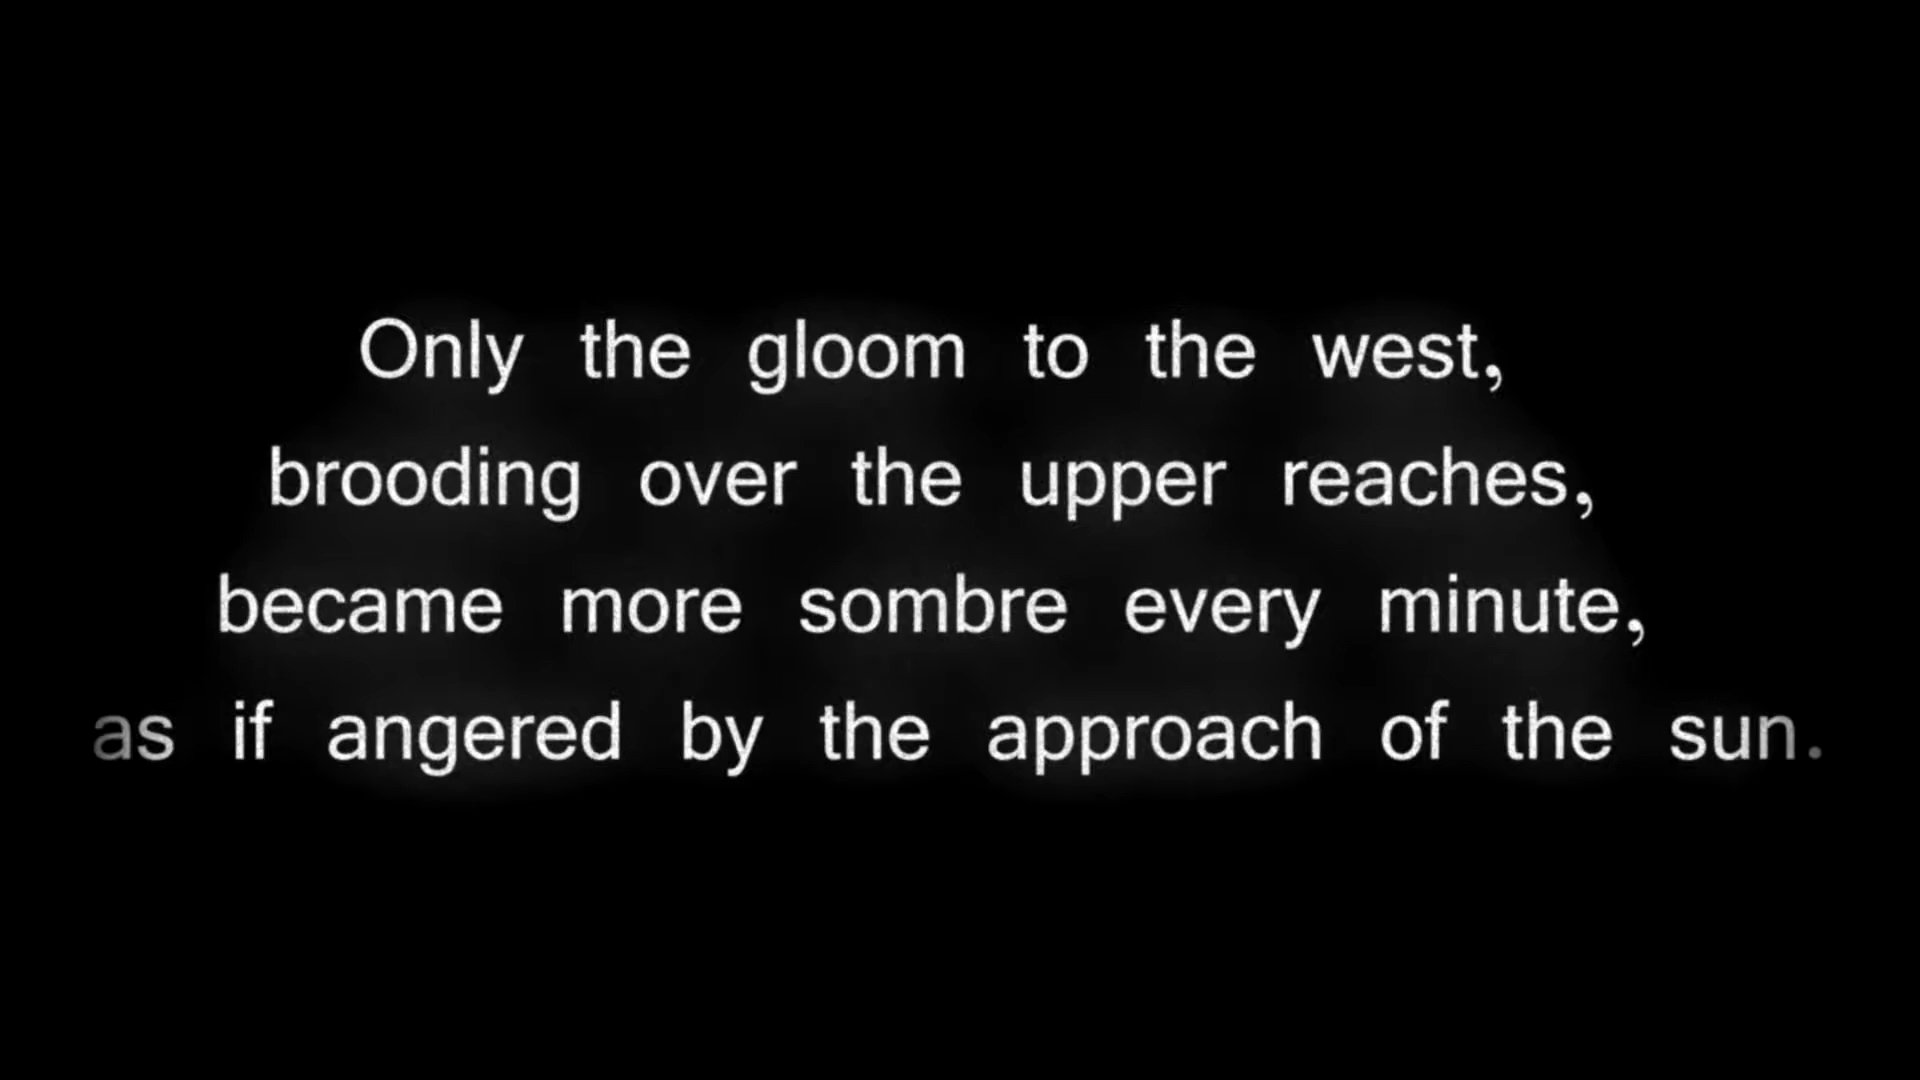 Only the gloom to the west,
brooding over the upper reaches,
became more sombre every minute,
as if angered by the approach of the sun.